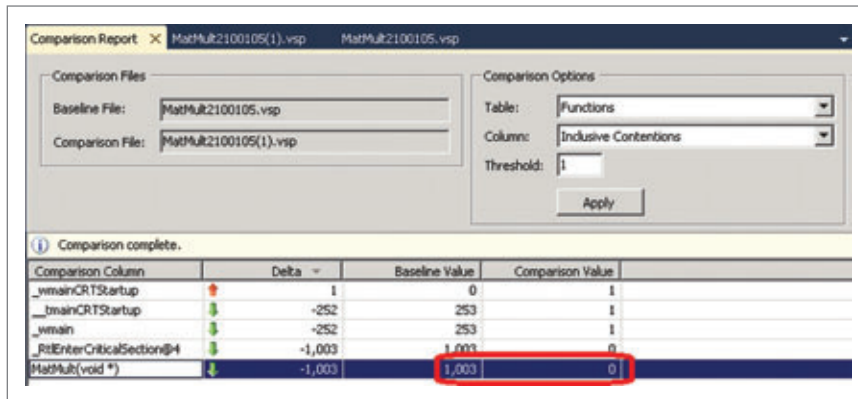 Comparison Report MatMult2100105(1).vsp MatMult2100105.vsp
Comparison Files
Baseline File: MatMult2100105.vsp
Comparison File: MatMult2100105(1).vsp
Comparison Options
Table: Functions
Column: Inclusive Contentions
Threshold: 1
Apply
Comparison complete.
Comparison Column Delta Baseline Value Comparison Value
_wmainCRTStartup 1 0 1
__tmainCRTStartup -252 253 1
_wmain -252 253 1
_RtlEnterCriticalSection@4 -1,003 1,003 0
MatMult(void *) -1,003 1,003 0